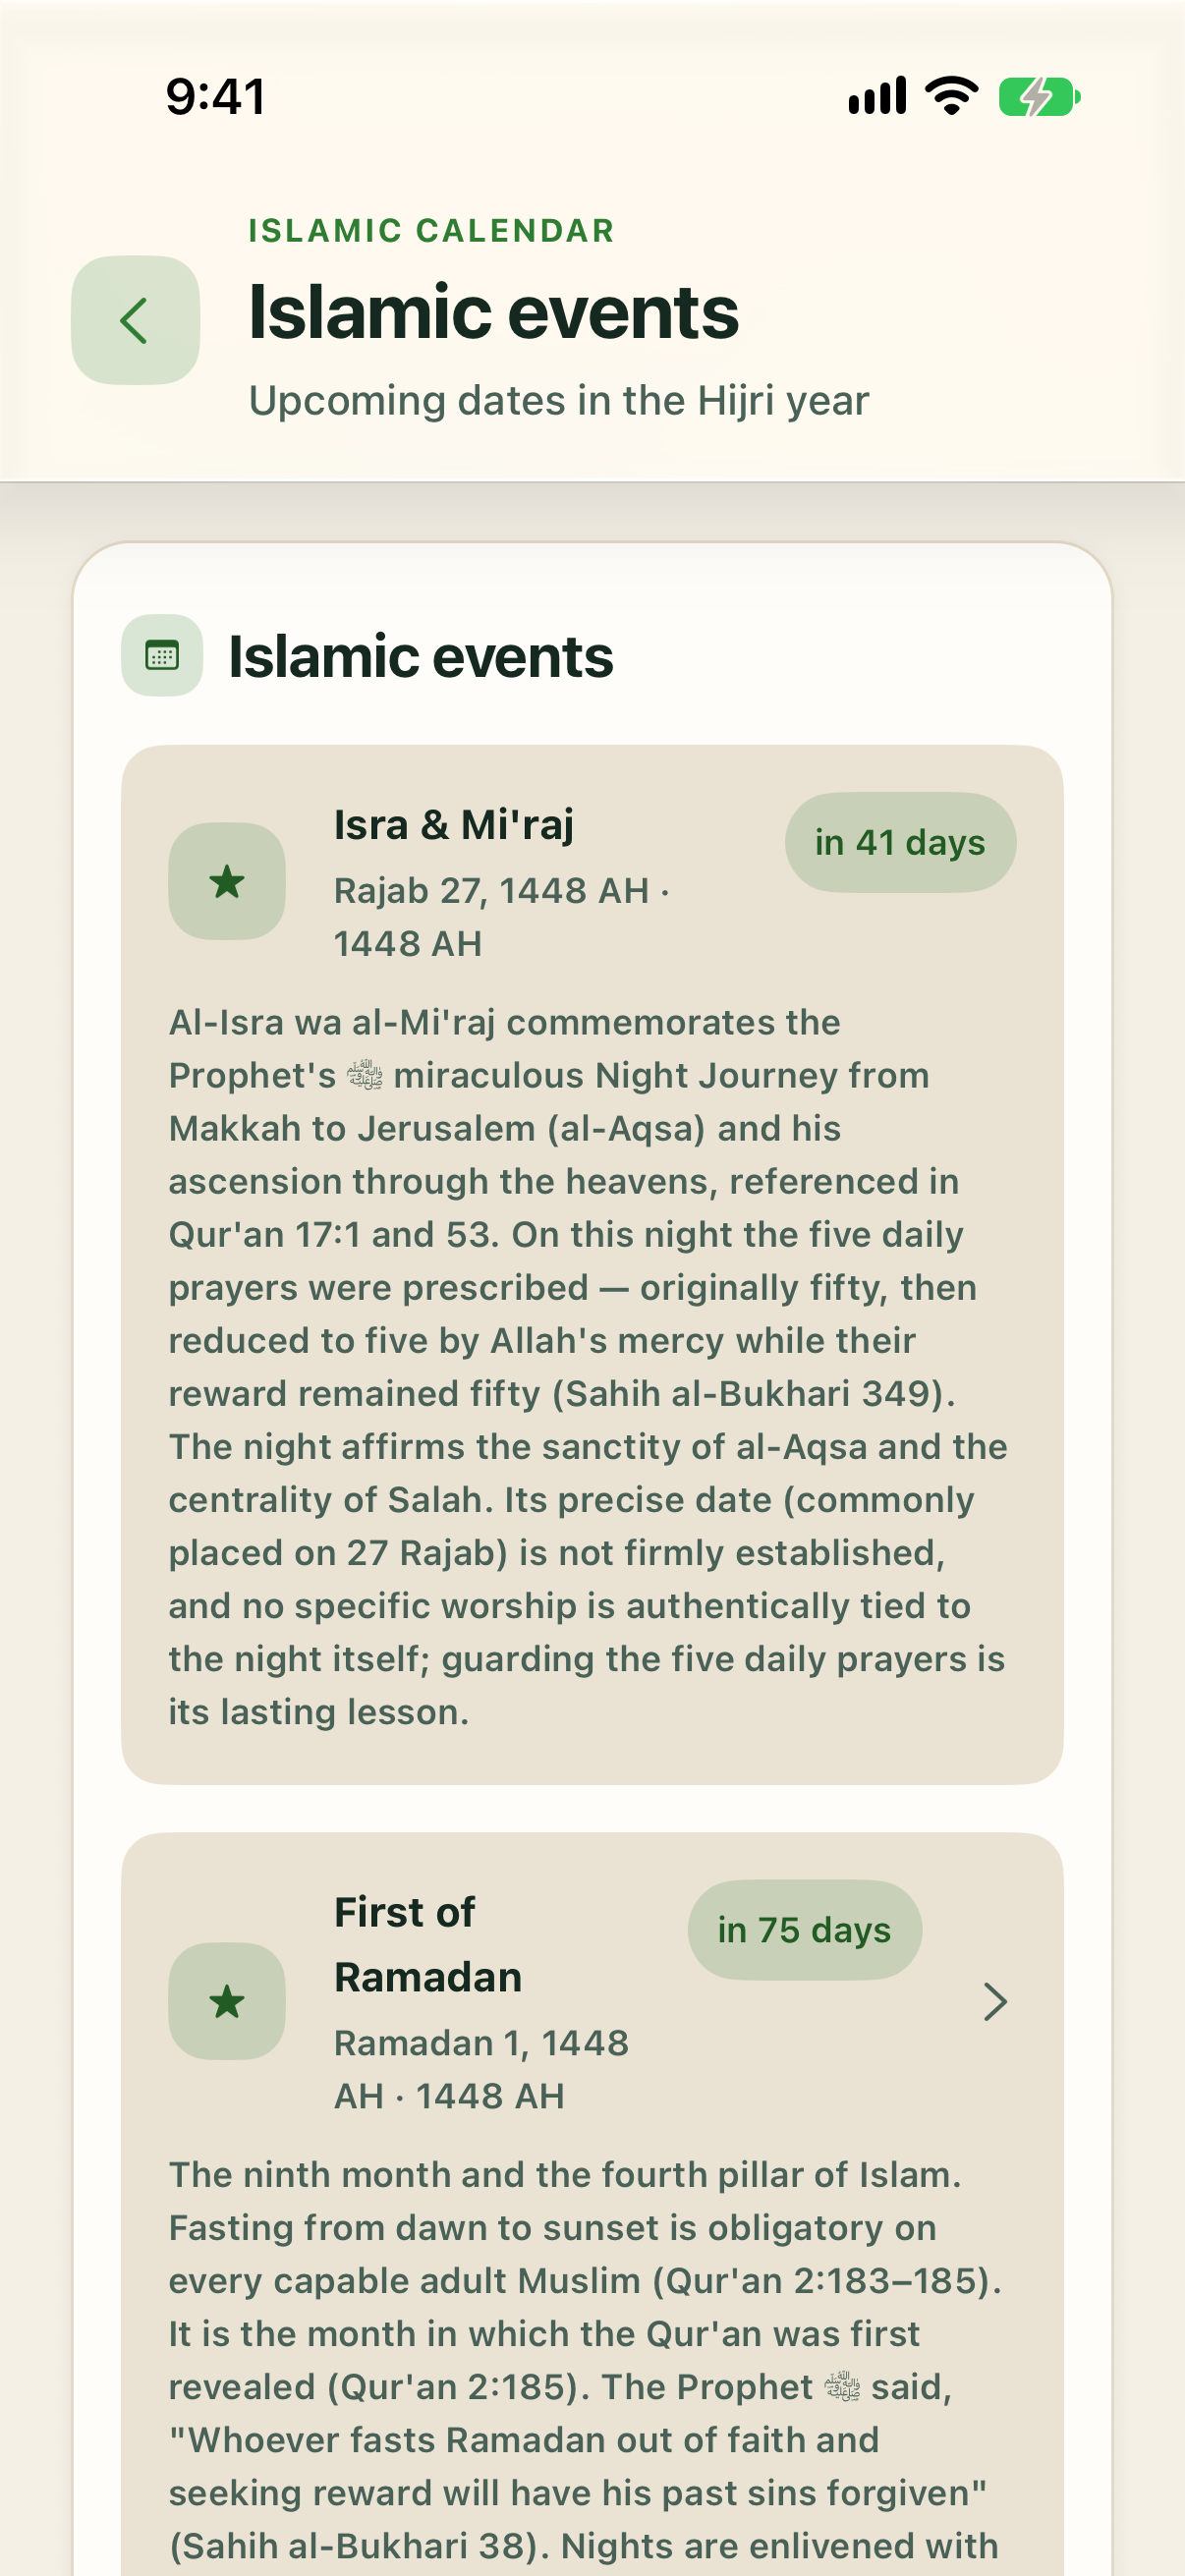 9:41
ISLAMIC CALENDAR
Islamic events
Upcoming dates in the Hijri year
Islamic events
Isra & Mi'raj
in 41 days
Rajab 27, 1448 AH ·
1448 AH
Al-Isra wa al-Mi'raj commemorates the
Prophet's ﷺ miraculous Night Journey from
Makkah to Jerusalem (al-Aqsa) and his
ascension through the heavens, referenced in
Qur'an 17:1 and 53. On this night the five daily
prayers were prescribed — originally fifty, then
reduced to five by Allah's mercy while their
reward remained fifty (Sahih al-Bukhari 349).
The night affirms the sanctity of al-Aqsa and the
centrality of Salah. Its precise date (commonly
placed on 27 Rajab) is not firmly established,
and no specific worship is authentically tied to
the night itself; guarding the five daily prayers is
its lasting lesson.
First of
Ramadan
in 75 days
Ramadan 1, 1448
AH · 1448 AH
The ninth month and the fourth pillar of Islam.
Fasting from dawn to sunset is obligatory on
every capable adult Muslim (Qur'an 2:183–185).
It is the month in which the Qur'an was first
revealed (Qur'an 2:185). The Prophet ﷺ said,
"Whoever fasts Ramadan out of faith and
seeking reward will have his past sins forgiven"
(Sahih al-Bukhari 38). Nights are enlivened with